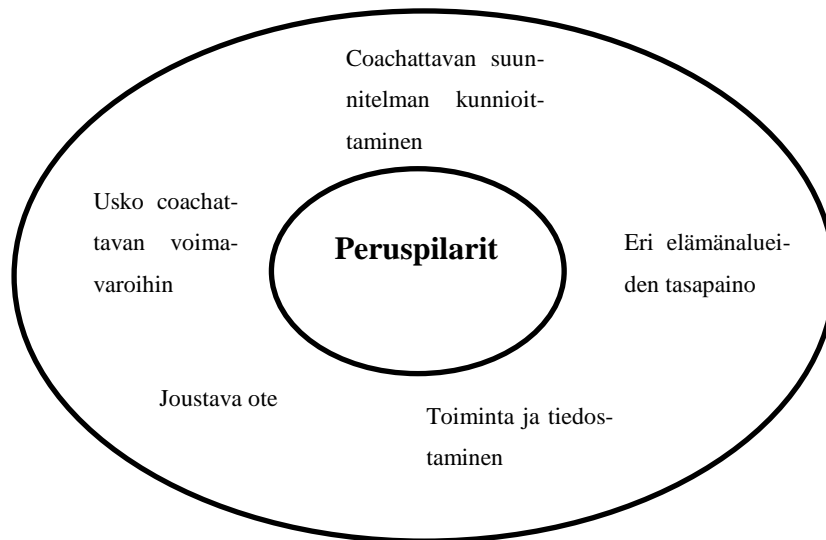 Coachattavan suun-
nitelman kunnioit-
taminen
Usko coachat-
tavan voima-
varoihin
Peruspilarit
Eri elämänaluei-
den tasapaino
Joustava ote
Toiminta ja tiedos-
taminen